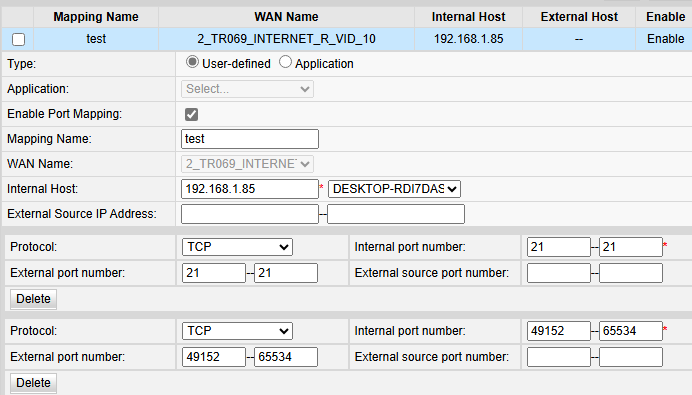 Mapping Name WAN Name Internal Host External Host Enable
test 2_TR069_INTERNET_R_VID_10 192.168.1.85 -- Enable
Type: User-defined Application
Application: Select...
Enable Port Mapping:
Mapping Name: test
WAN Name: 2_TR069_INTERNET
Internal Host: 192.168.1.85 * DESKTOP-RDI7DAS
External Source IP Address: --
Protocol: TCP Internal port number: 21 -- 21 *
External port number: 21 -- 21 External source port number: --
Delete
Protocol: TCP Internal port number: 49152 -- 65534 *
External port number: 49152 -- 65534 External source port number: --
Delete